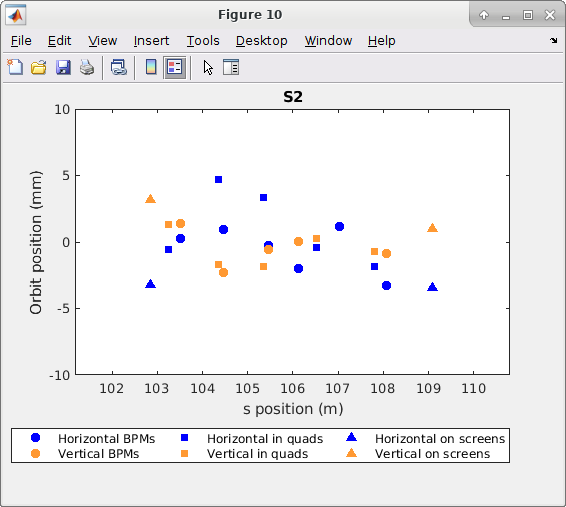 Figure 10
File Edit View Insert Tools Desktop Window Help
S2
10
5
0
-5
-10
Orbit position (mm)
102 103 104 105 106 107 108 109 110
s position (m)
Horizontal BPMs Horizontal in quads Horizontal on screens
Vertical BPMs Vertical in quads Vertical on screens